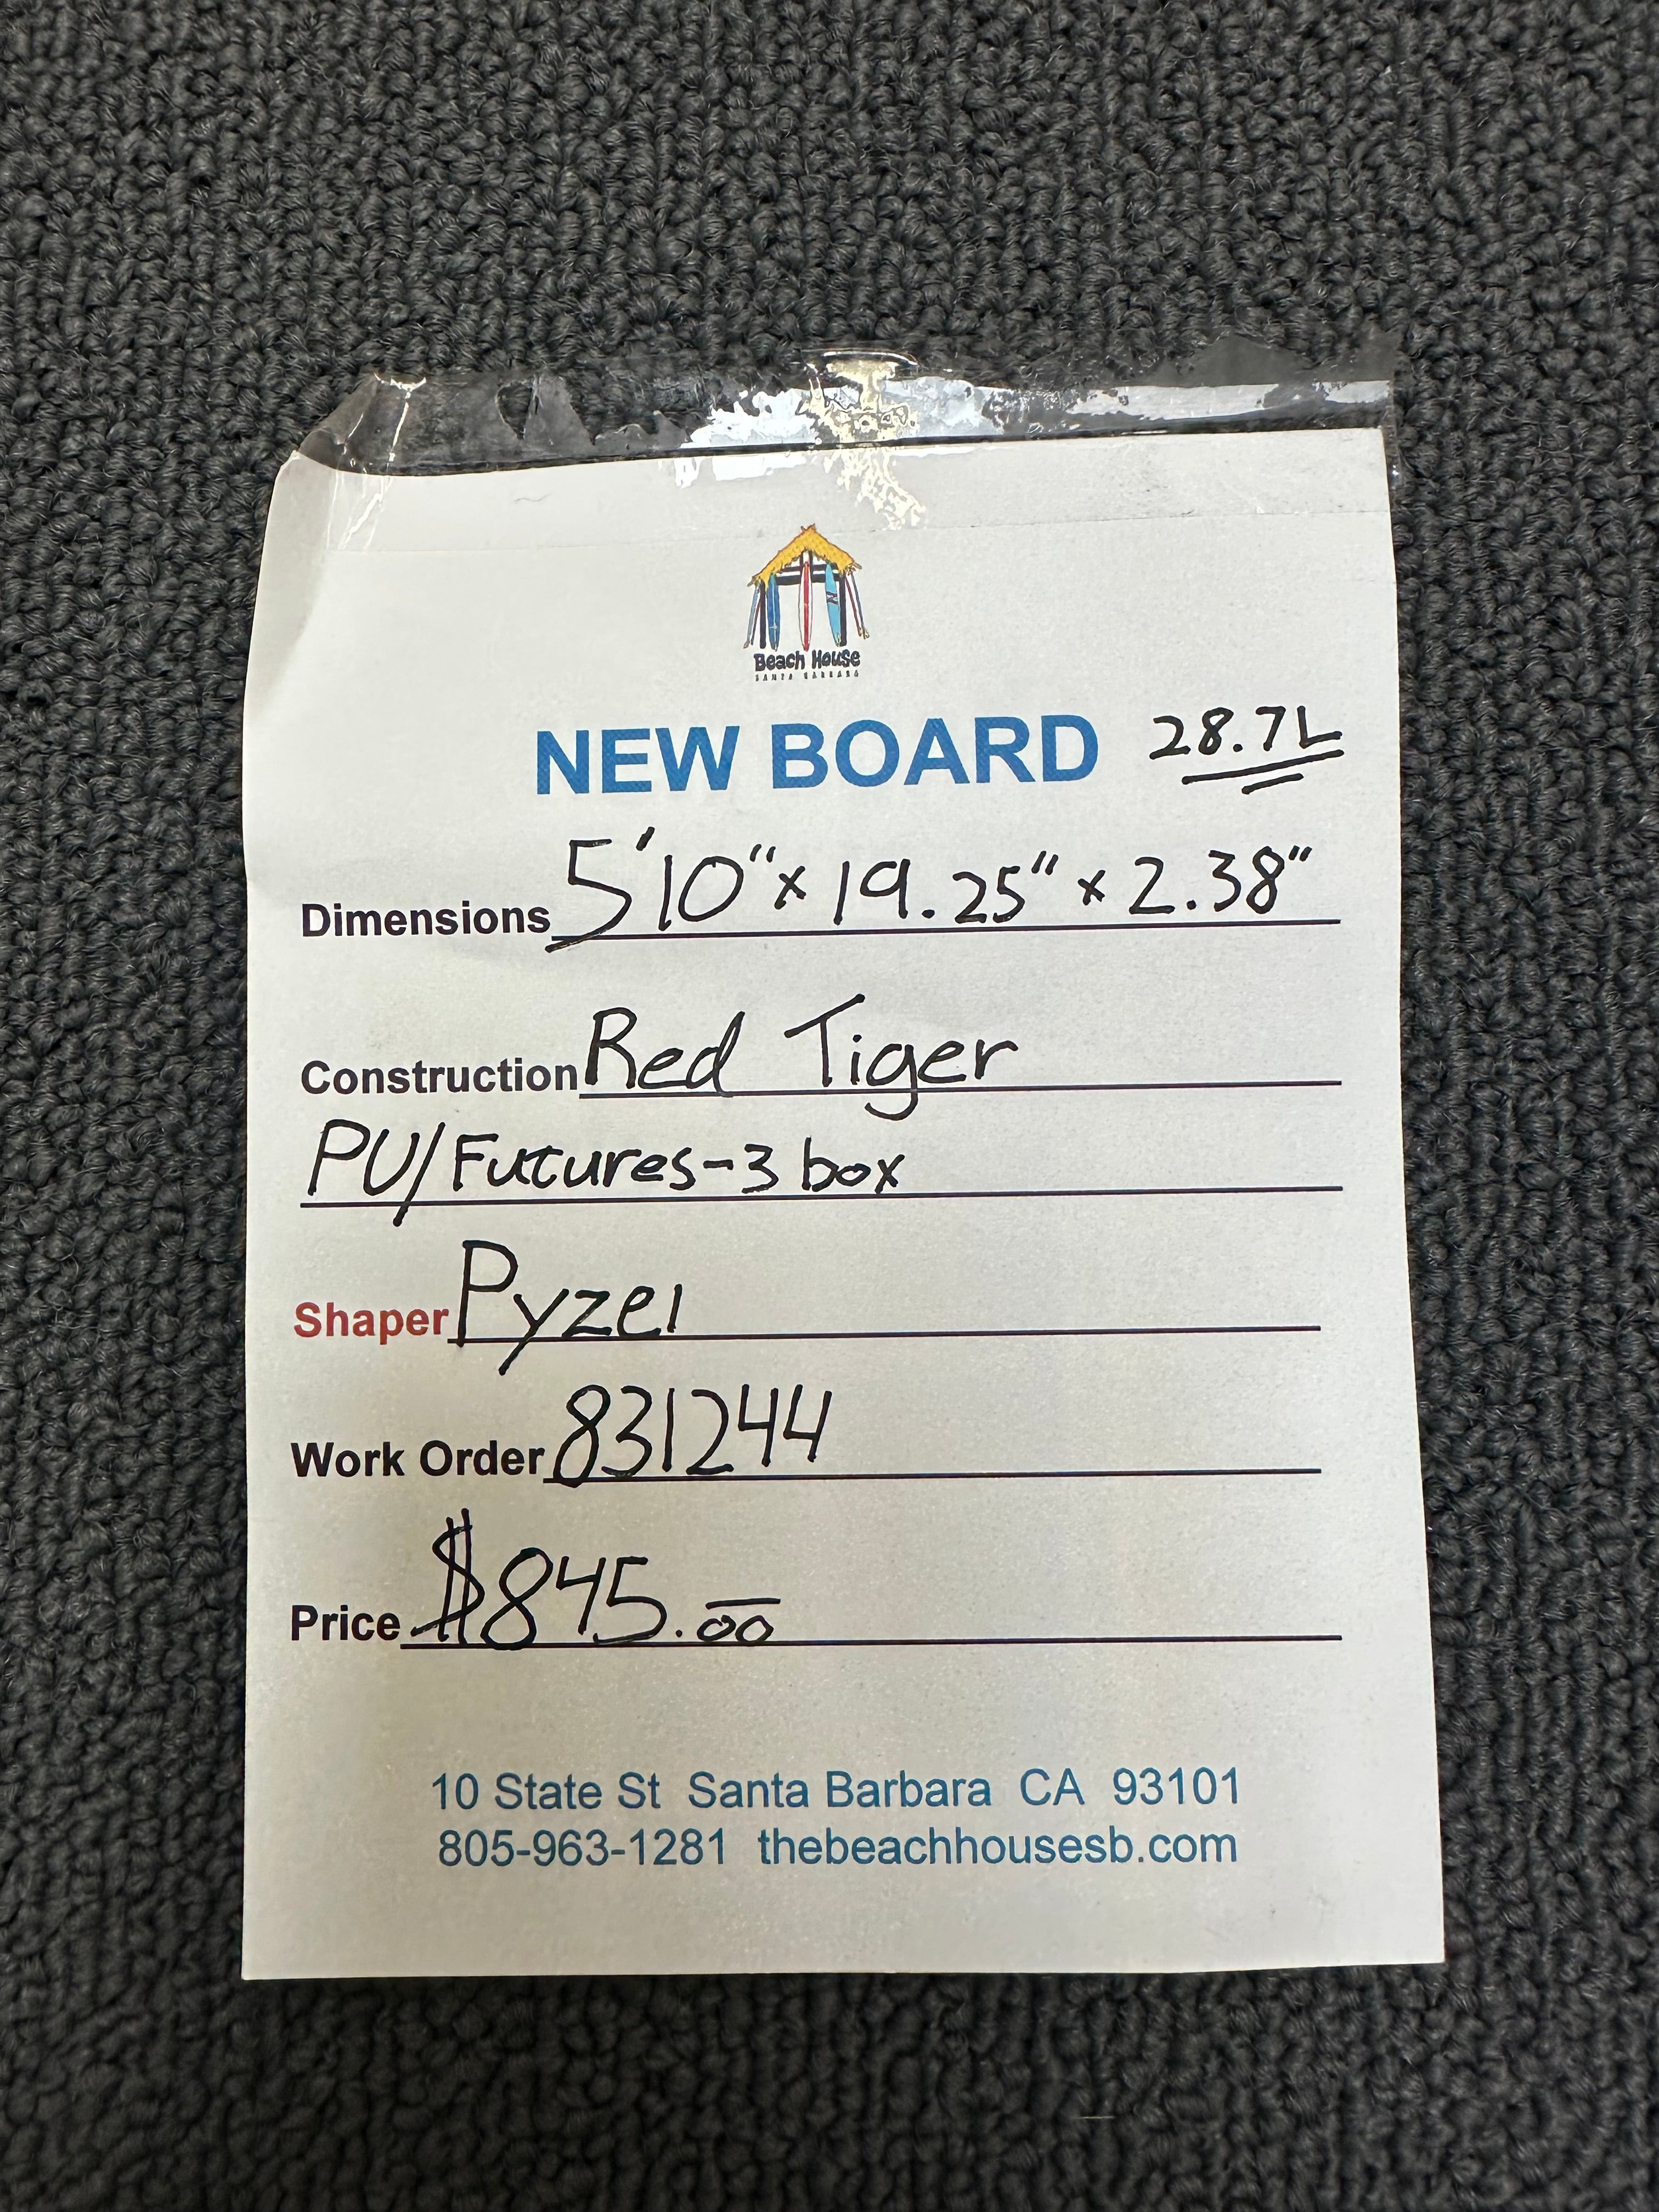 Beach House
SANTA BARBARA
NEW BOARD 28.7L
Dimensions 5'10" x 19.25" x 2.38"
Construction Red Tiger
PU/Futures-3 box
Shaper Pyzel
Work Order 831244
Price $845.00
10 State St Santa Barbara CA 93101
805-963-1281 thebeachhousesb.com